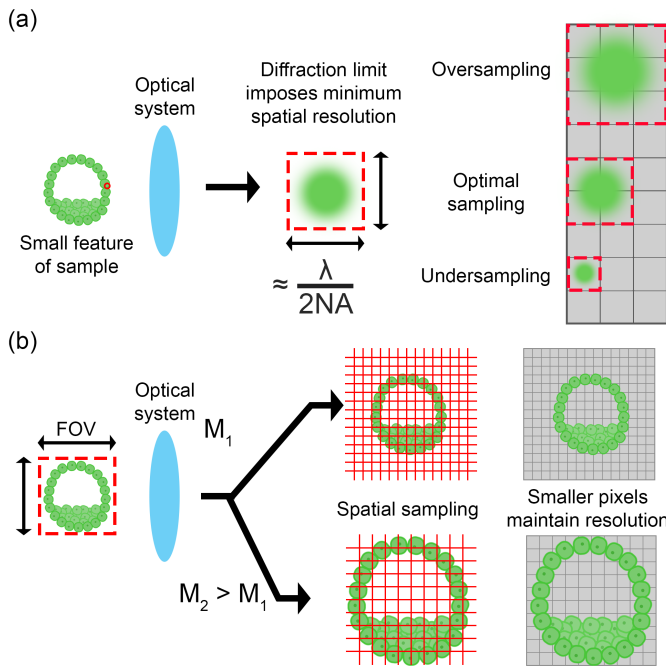 (a)
Optical
system
Small feature
of sample
Diffraction limit
imposes minimum
spatial resolution
≈ λ
2NA
Oversampling
Optimal
sampling
Undersampling
(b)
FOV
Optical
system
M₁
M₂ > M₁
Spatial sampling
Smaller pixels
maintain resolution